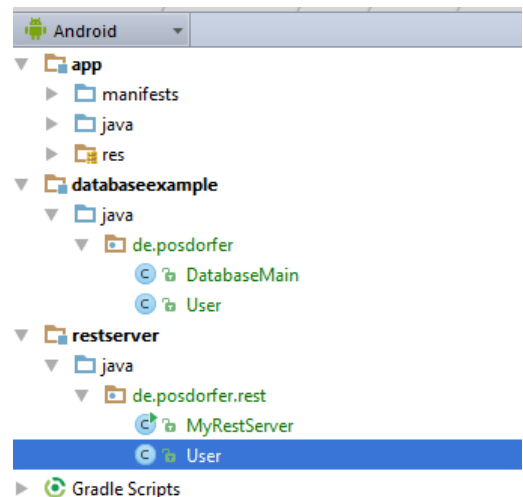 Android
app
manifests
java
res
databaseexample
java
de.posdorfer
DatabaseMain
User
restserver
java
de.posdorfer.rest
MyRestServer
User
Gradle Scripts